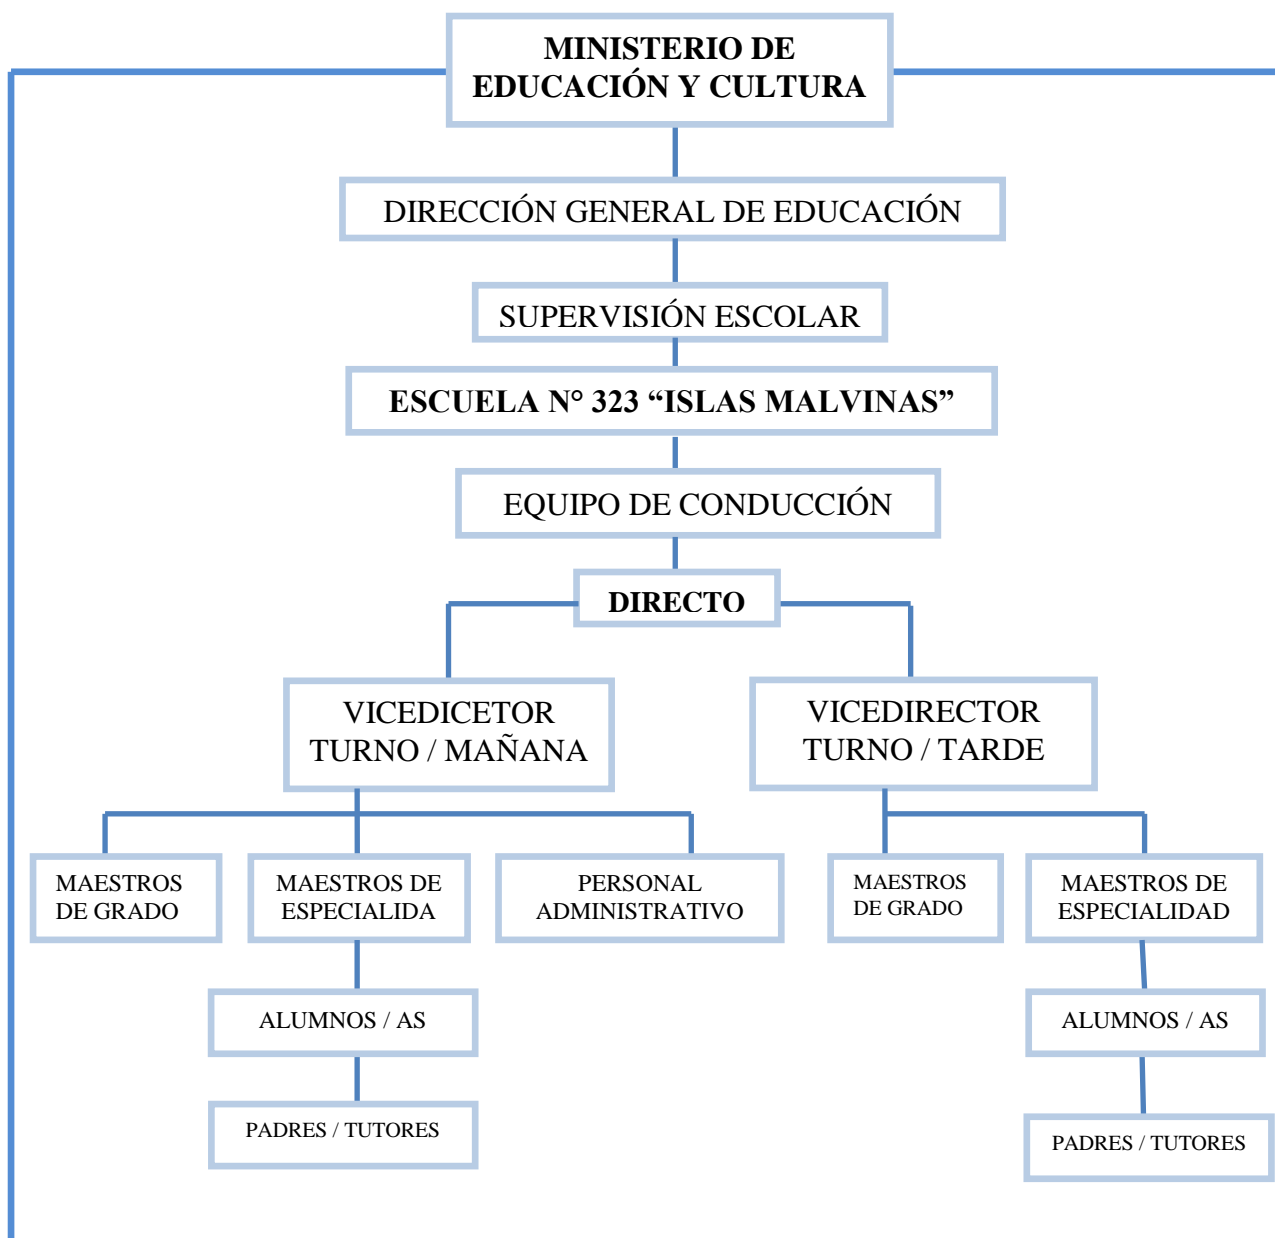 MINISTERIO DE
EDUCACIÓN Y CULTURA
DIRECCIÓN GENERAL DE EDUCACIÓN
SUPERVISIÓN ESCOLAR
ESCUELA N° 323 “ISLAS MALVINAS”
EQUIPO DE CONDUCCIÓN
DIRECTO
VICEDICETOR
TURNO / MAÑANA
VICEDIRECTOR
TURNO / TARDE
MAESTROS
DE GRADO
MAESTROS DE
ESPECIALIDA
PERSONAL
ADMINISTRATIVO
MAESTROS
DE GRADO
MAESTROS DE
ESPECIALIDAD
ALUMNOS / AS
ALUMNOS / AS
PADRES / TUTORES
PADRES / TUTORES